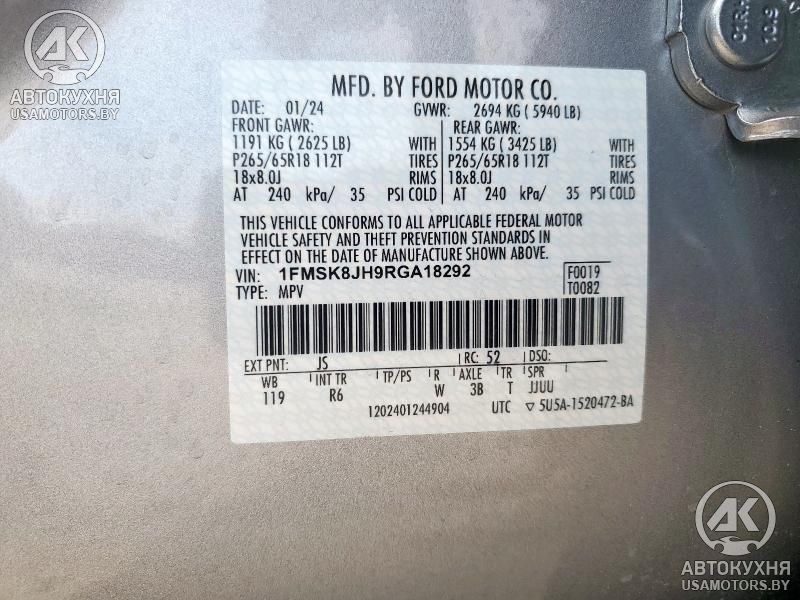 AK
АВТОКУХНЯ
USAMOTORS.BY
MFD. BY FORD MOTOR CO.
DATE: 01/24 GVWR: 2694 KG ( 5940 LB)
FRONT GAWR: REAR GAWR:
1191 KG ( 2625 LB) WITH 1554 KG ( 3425 LB) WITH
P265/65R18 112T TIRES P265/65R18 112T TIRES
18x8.0J RIMS 18x8.0J RIMS
AT 240 kPa/ 35 PSI COLD AT 240 kPa/ 35 PSI COLD
THIS VEHICLE CONFORMS TO ALL APPLICABLE FEDERAL MOTOR
VEHICLE SAFETY AND THEFT PREVENTION STANDARDS IN
EFFECT ON THE DATE OF MANUFACTURE SHOWN ABOVE.
VIN: 1FMSK8JH9RGA18292 F0019
TYPE: MPV T0082
EXT PNT: JS RC: 52 DSO:
WB INT TR TP/PS R AXLE TR SPR
119 R6 W 3B T JJUU
1202401244904 UTC ▽ 5U5A-1520472-BA
AK
АВТОКУХНЯ
USAMOTORS.BY